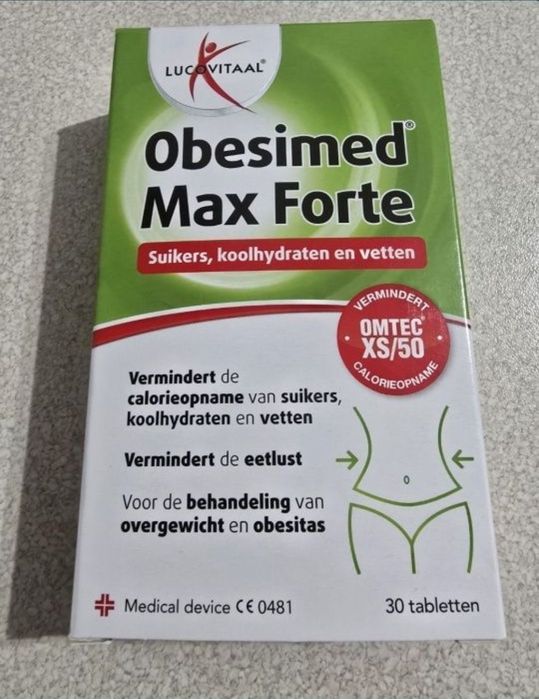 LUCOVITAAL®
Obesimed®
Max Forte
Suikers, koolhydraten en vetten
VERMINDERT
OMTEC
XS/50
CALORIEOPNAME
Vermindert de
calorieopname van suikers,
koolhydraten en vetten
Vermindert de eetlust
Voor de behandeling van
overgewicht en obesitas
Medical device CE 0481
30 tabletten